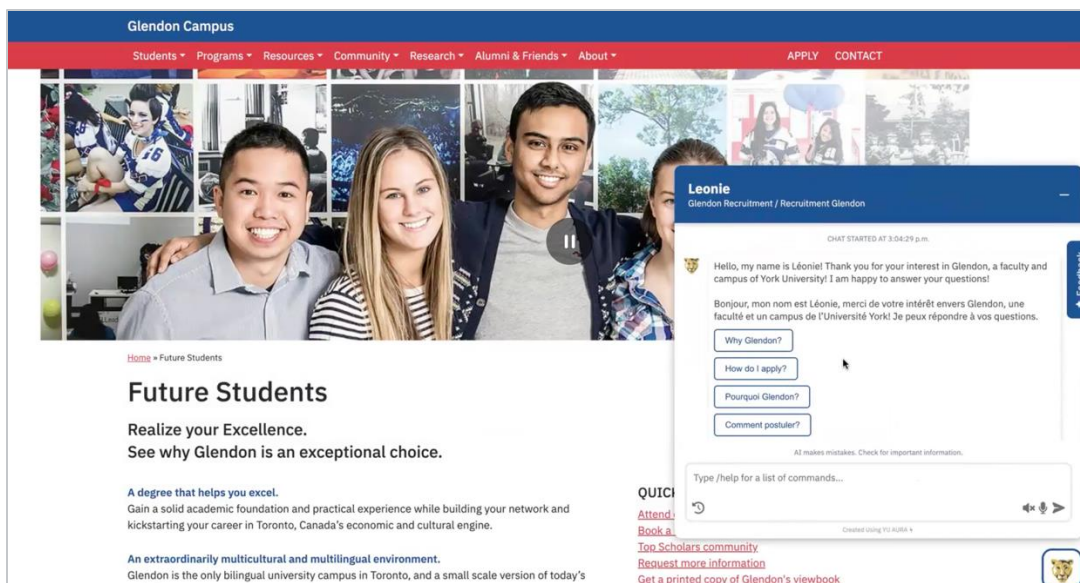 Glendon Campus
Students Programs Resources Community Research Alumni & Friends About APPLY CONTACT
Leonie
Glendon Recruitment / Recruitment Glendon
CHAT STARTED AT 3:04:29 p.m.
Hello, my name is Léonie! Thank you for your interest in Glendon, a faculty and
campus of York University! I am happy to answer your questions!
Bonjour, mon nom est Léonie, merci de votre intérêt envers Glendon, une
faculté et un campus de l'Université York! Je peux répondre à vos questions.
Why Glendon?
How do I apply?
Pourquoi Glendon?
Comment postuler?
AI makes mistakes. Check for important information.
Type /help for a list of commands...
Created Using YU AURA
Home » Future Students
Future Students
Realize your Excellence.
See why Glendon is an exceptional choice.
A degree that helps you excel.
Gain a solid academic foundation and practical experience while building your network and
kickstarting your career in Toronto, Canada's economic and cultural engine.
An extraordinarily multicultural and multilingual environment.
Glendon is the only bilingual university campus in Toronto, and a small scale version of today's
QUICK
Attend
Book a
Top Scholars community
Request more information
Get a printed copy of Glendon's viewbook